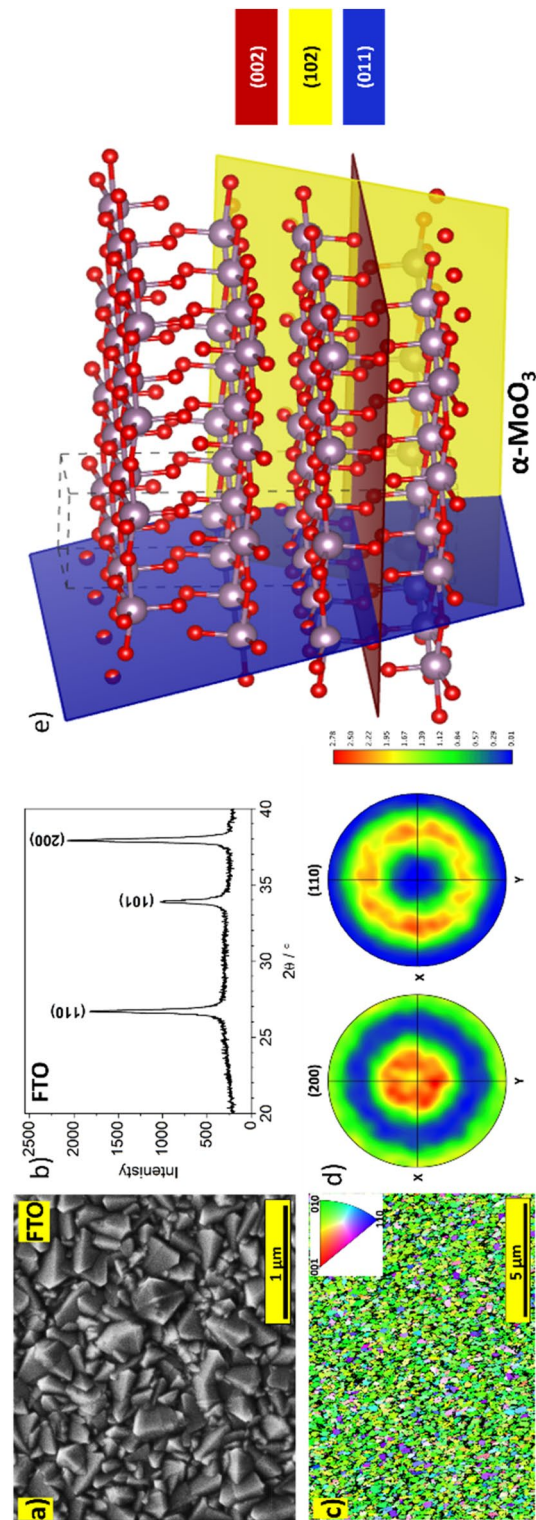 a)
FTO
1 µm
b)
FTO
(110)
(101)
(200)
2500
2000
1500
1000
500
0
Intenisty
20
25
30
35
40
2θ / °
c)
001
010
110
5 µm
d)
(200)
X
Y
(110)
X
Y
2.78
2.50
2.22
1.95
1.67
1.39
1.12
0.84
0.57
0.29
0.01
e)
α-MoO₃
(002)
(102)
(011)